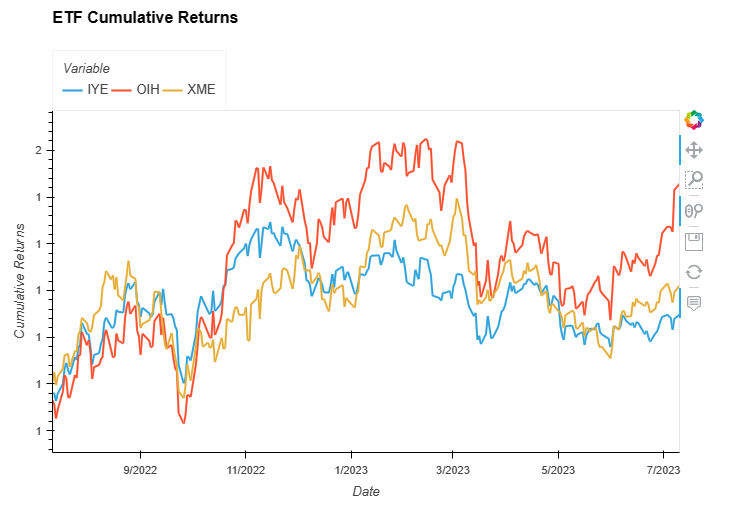 ETF Cumulative Returns
Variable
IYE OIH XME
2
1
1
1
1
1
1
Cumulative Returns
9/2022 11/2022 1/2023 3/2023 5/2023 7/2023
Date